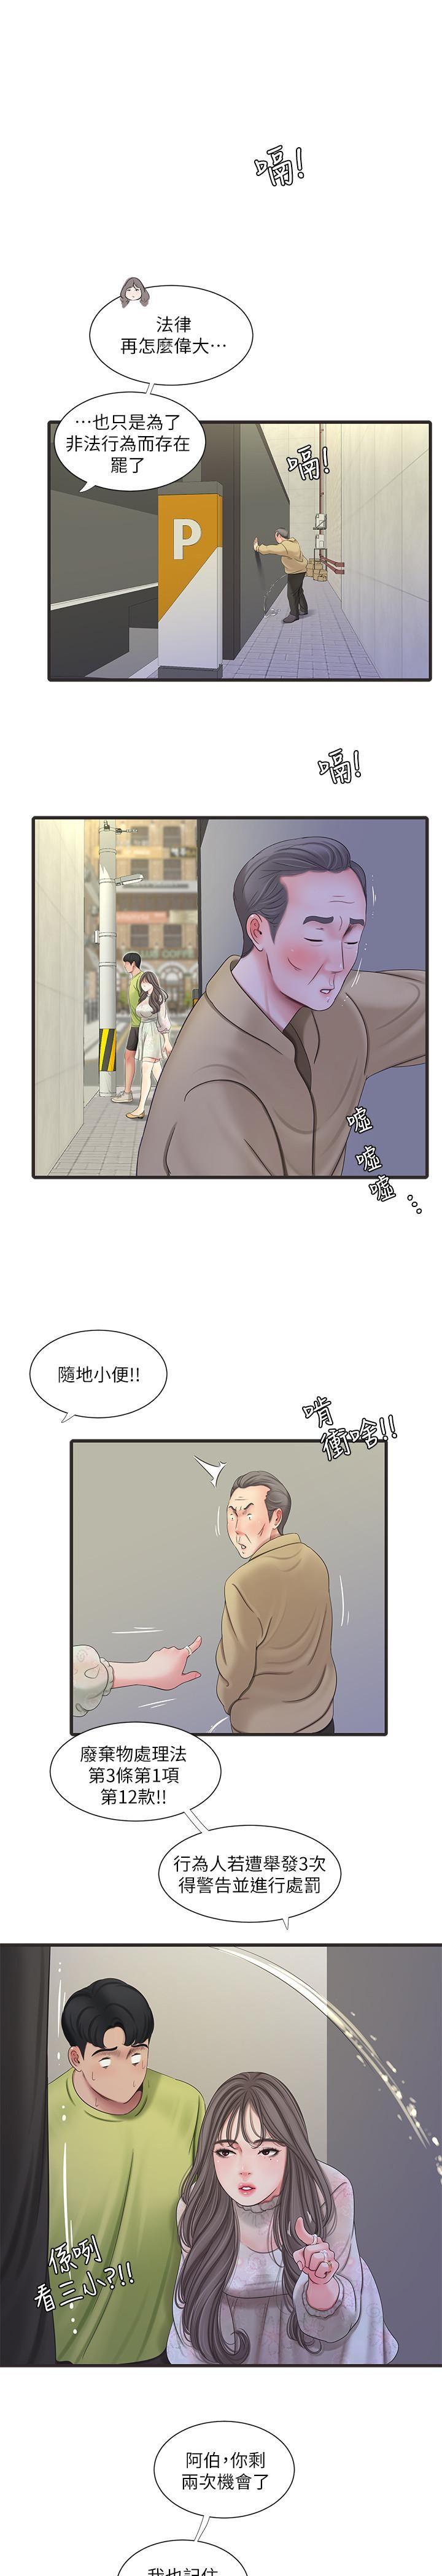 嗝!
法律
再怎麼偉大…
…也只是為了
非法行為而存在
罷了
嗝!
P
嗝!
噓
噓
噓…
隨地小便!!
啃
衝啥!!
廢棄物處理法
第3條第1項
第12款!!
行為人若遭舉發3次
得警告並進行處罰
係咧
看三小?!!
阿伯,你剩
兩次機會了
我也記住